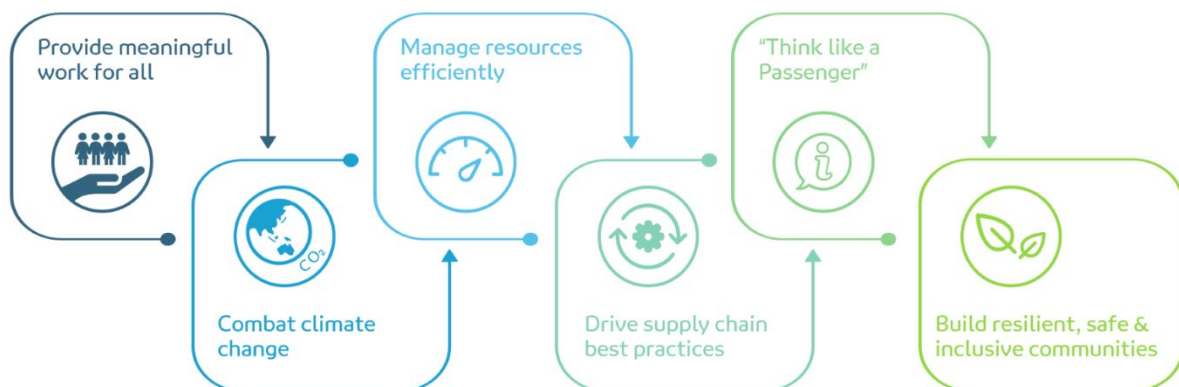 Provide meaningful
work for all
CO₂
Combat climate
change
Manage resources
efficiently
Drive supply chain
best practices
“Think like a
Passenger”
i
Build resilient, safe &
inclusive communities